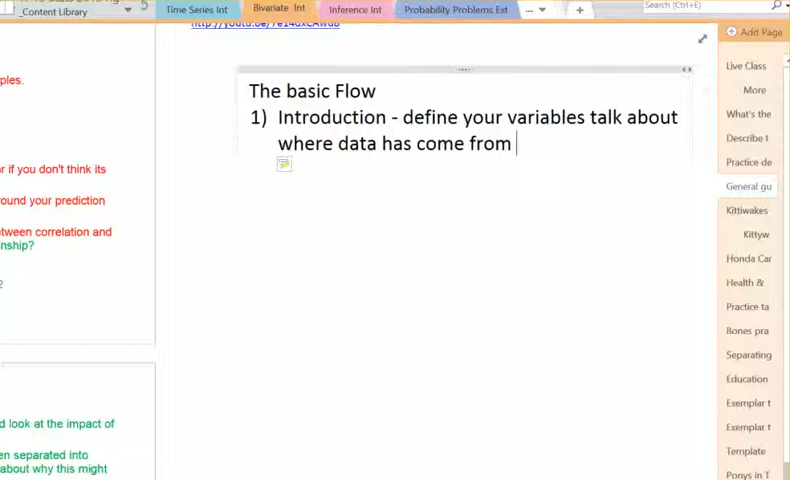 _Content Library
Time Series Int
Bivariate Int
Inference Int
Probability Problems Ext
...
Search (Ctrl+E)
Add Page
Live Class
More
What's the
Describe t
Practice de
General gu
Kittiwakes
Kittyw
Honda Car
Health &
Practice ta
Bones pra
Separating
Education
Exemplar t
Exemplar t
Template
Ponys in T
The basic Flow
1) Introduction - define your variables talk about
where data has come from
ples.
r if you don't think its
ound your prediction
tween correlation and
nship?
2
d look at the impact of
en separated into
about why this might